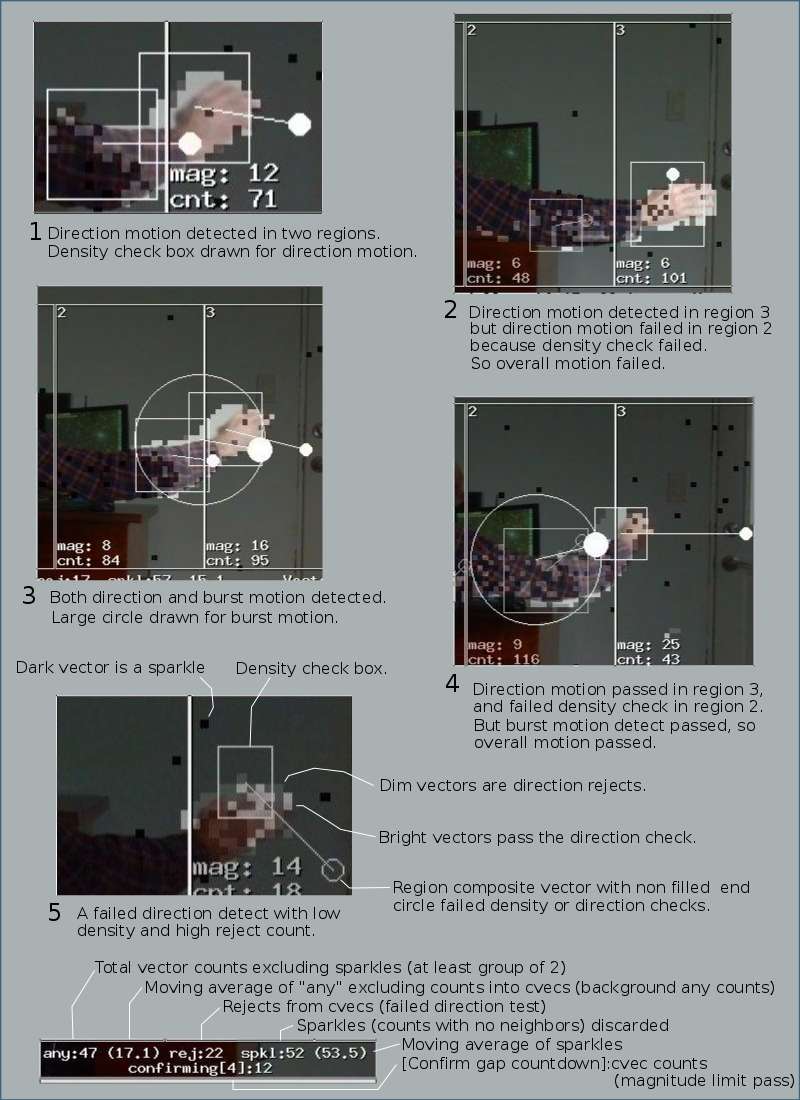 mag: 12
cnt: 71
1 Direction motion detected in two regions.
Density check box drawn for direction motion.
2
3
mag: 6
cnt: 48
mag: 6
cnt: 101
2 Direction motion detected in region 3
but direction motion failed in region 2
because density check failed.
So overall motion failed.
2
3
mag: 8
cnt: 84
mag: 16
cnt: 95
3 Both direction and burst motion detected.
Large circle drawn for burst motion.
2
3
mag: 9
cnt: 116
mag: 25
cnt: 43
4 Direction motion passed in region 3,
and failed density check in region 2.
But burst motion detect passed, so
overall motion passed.
Dark vector is a sparkle
Density check box.
mag: 14
cnt: 18
Dim vectors are direction rejects.
Bright vectors pass the direction check.
Region composite vector with non filled end
circle failed density or direction checks.
5 A failed direction detect with low
density and high reject count.
Total vector counts excluding sparkles (at least group of 2)
Moving average of "any" excluding counts into cvecs (background any counts)
Rejects from cvecs (failed direction test)
Sparkles (counts with no neighbors) discarded
any:47 (17.1) rej:22 spkl:52 (53.5)
Moving average of sparkles
confirming[4]:12
[Confirm gap countdown]:cvec counts
(magnitude limit pass)